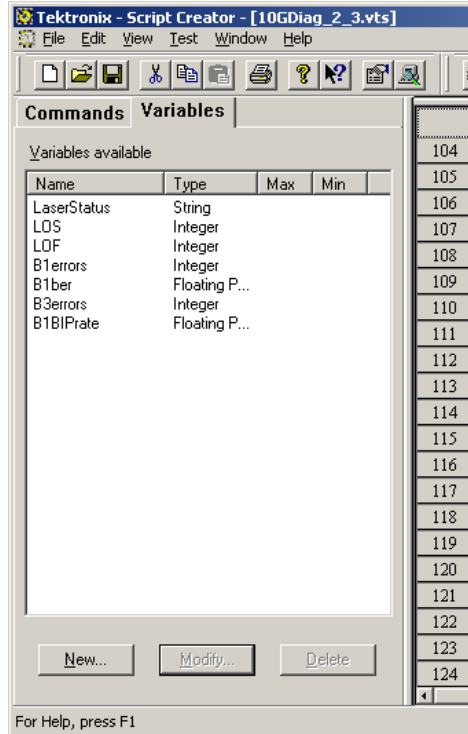 Tektronix - Script Creator - [10GDiag_2_3.vts]
File Edit View Test Window Help
Commands Variables
Variables available
Name Type Max Min
LaserStatus String
LOS Integer
LOF Integer
B1errors Integer
B1ber Floating P...
B3errors Integer
B1BIPrate Floating P...
New... Modify... Delete
104
105
106
107
108
109
110
111
112
113
114
115
116
117
118
119
120
121
122
123
124
For Help, press F1